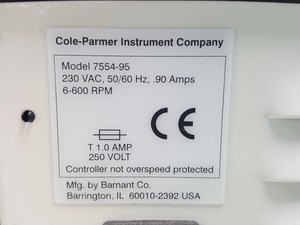 Cole-Parmer Instrument Company
Model 7554-95
230 VAC, 50/60 Hz, .90 Amps
6-600 RPM
CE
T 1.0 AMP
250 VOLT
Controller not overspeed protected
Mfg. by Barnant Co.
Barrington, IL 60010-2392 USA